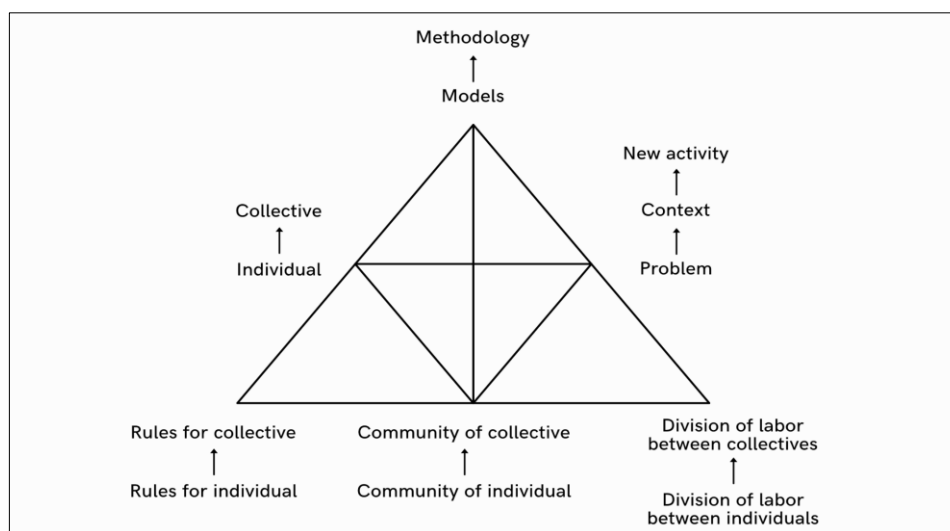 Methodology
Models
New activity
Collective
Context
Individual
Problem
Rules for collective
Community of collective
Division of labor
between collectives
Rules for individual
Community of individual
Division of labor
between individuals